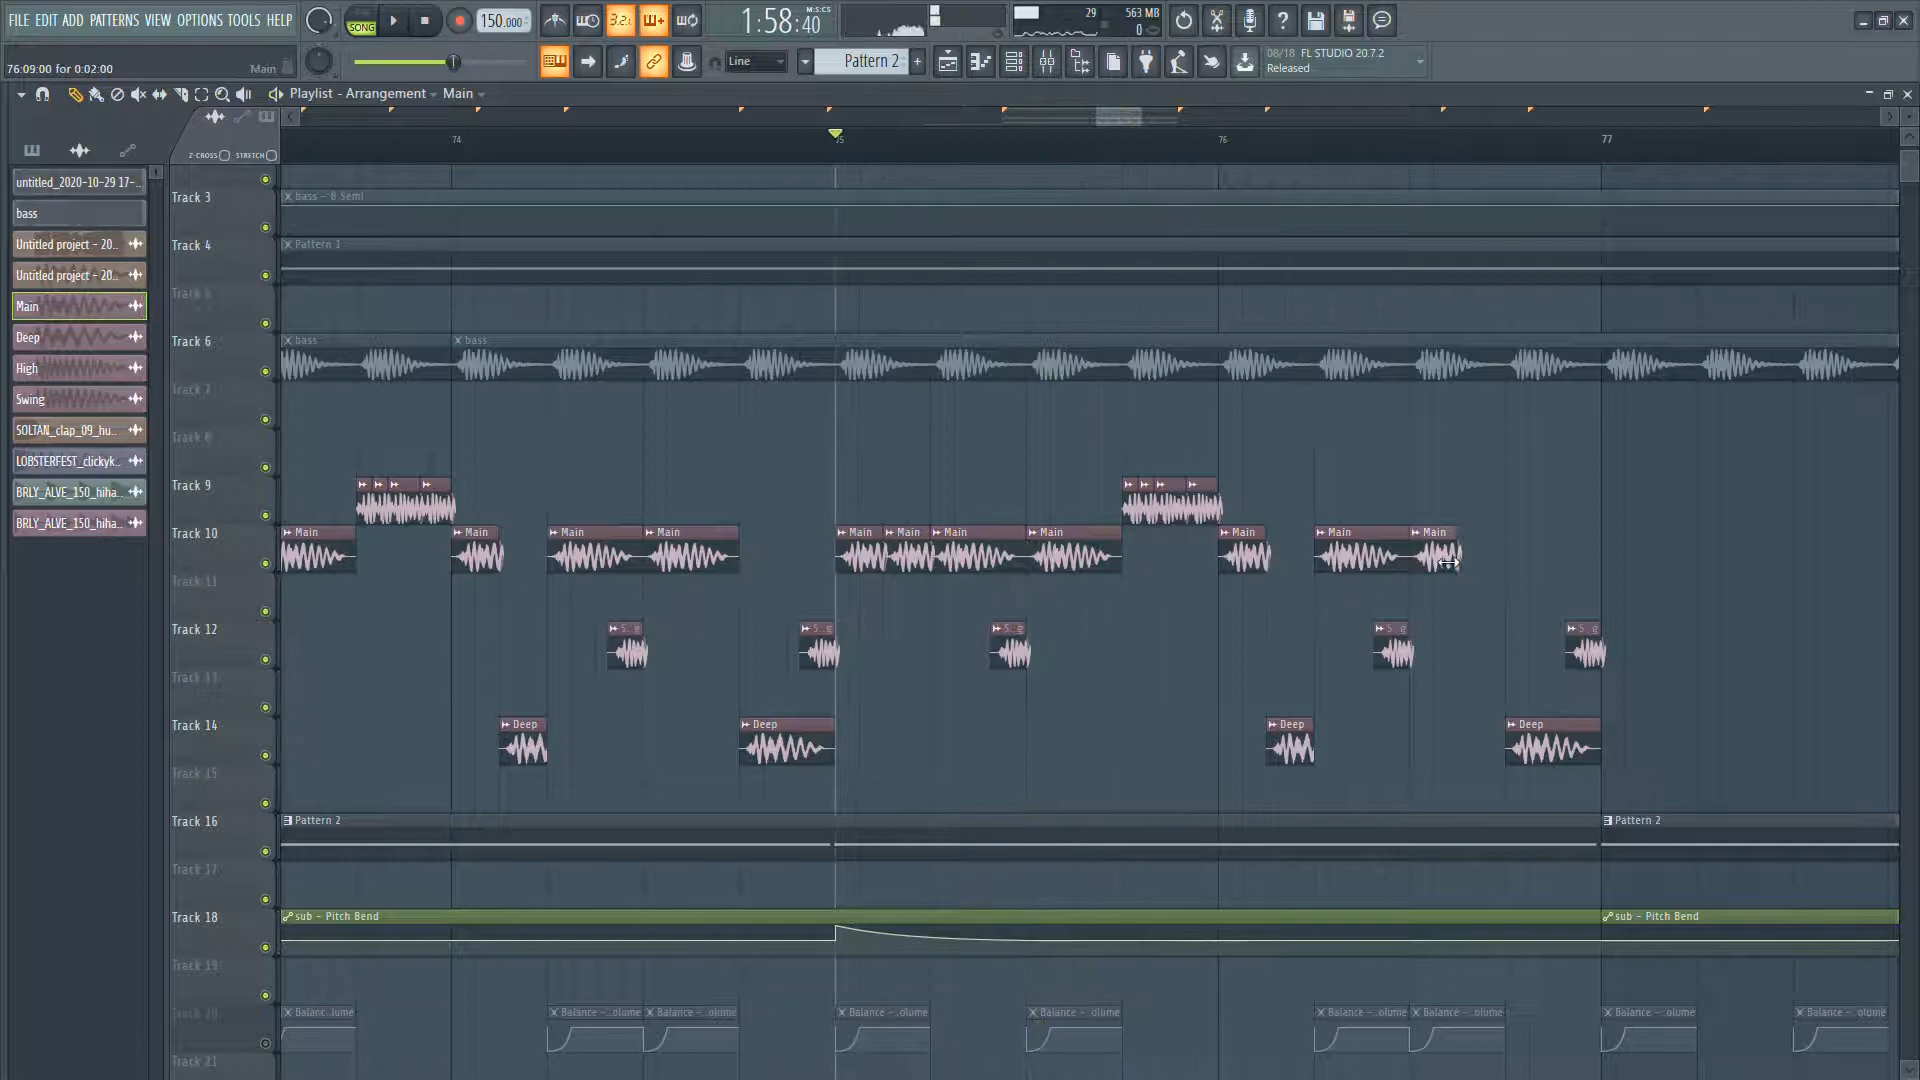 FILE EDIT ADD PATTERNS VIEW OPTIONS TOOLS HELP
SONG
150.000
3.2.
1:58:40
M:S:CS
29
563 MB
0
76:09:00 for 0:02:00
Main
Line
Pattern 2
08/18 FL STUDIO 20.7.2
Released
Playlist - Arrangement
Main
Z-CROSS
STRETCH
74
75
76
77
untitled_2020-10-29 17-..
bass
Untitled project - 20..
Untitled project - 20..
Main
Deep
High
Swing
SOLTAN_clap_09_hu..
LOBSTERFEST_clickyk..
BRLY_ALVE_150_hiha..
BRLY_ALVE_150_hiha..
Track 3
bass - B Semi
Track 4
Pattern 1
Track 5
Track 6
bass
bass
Track 7
Track 8
Track 9
Track 10
Main
Main
Main
Main
Main
Main
Main
Main
Main
Main
Main
Track 11
Track 12
S..g
S..g
S..g
S..g
S..g
Track 13
Track 14
Deep
Deep
Deep
Deep
Track 15
Track 16
Pattern 2
Pattern 2
Track 17
Track 18
sub - Pitch Bend
sub - Pitch Bend
Track 19
Track 20
Balanc..lume
Balance -..olume
Balance -..olume
Balance -..olume
Balance -..olume
Balance -..olume
Balance -..olume
Balance -..olume
Balance -..olume
Track 21